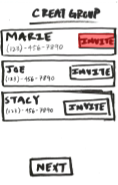 CREAT GROUP
MARIE INVITE
(123)-456-7890
JOE INVITE
(123)-456-7890
STACY INVITE
(123)-456-7890
NEXT